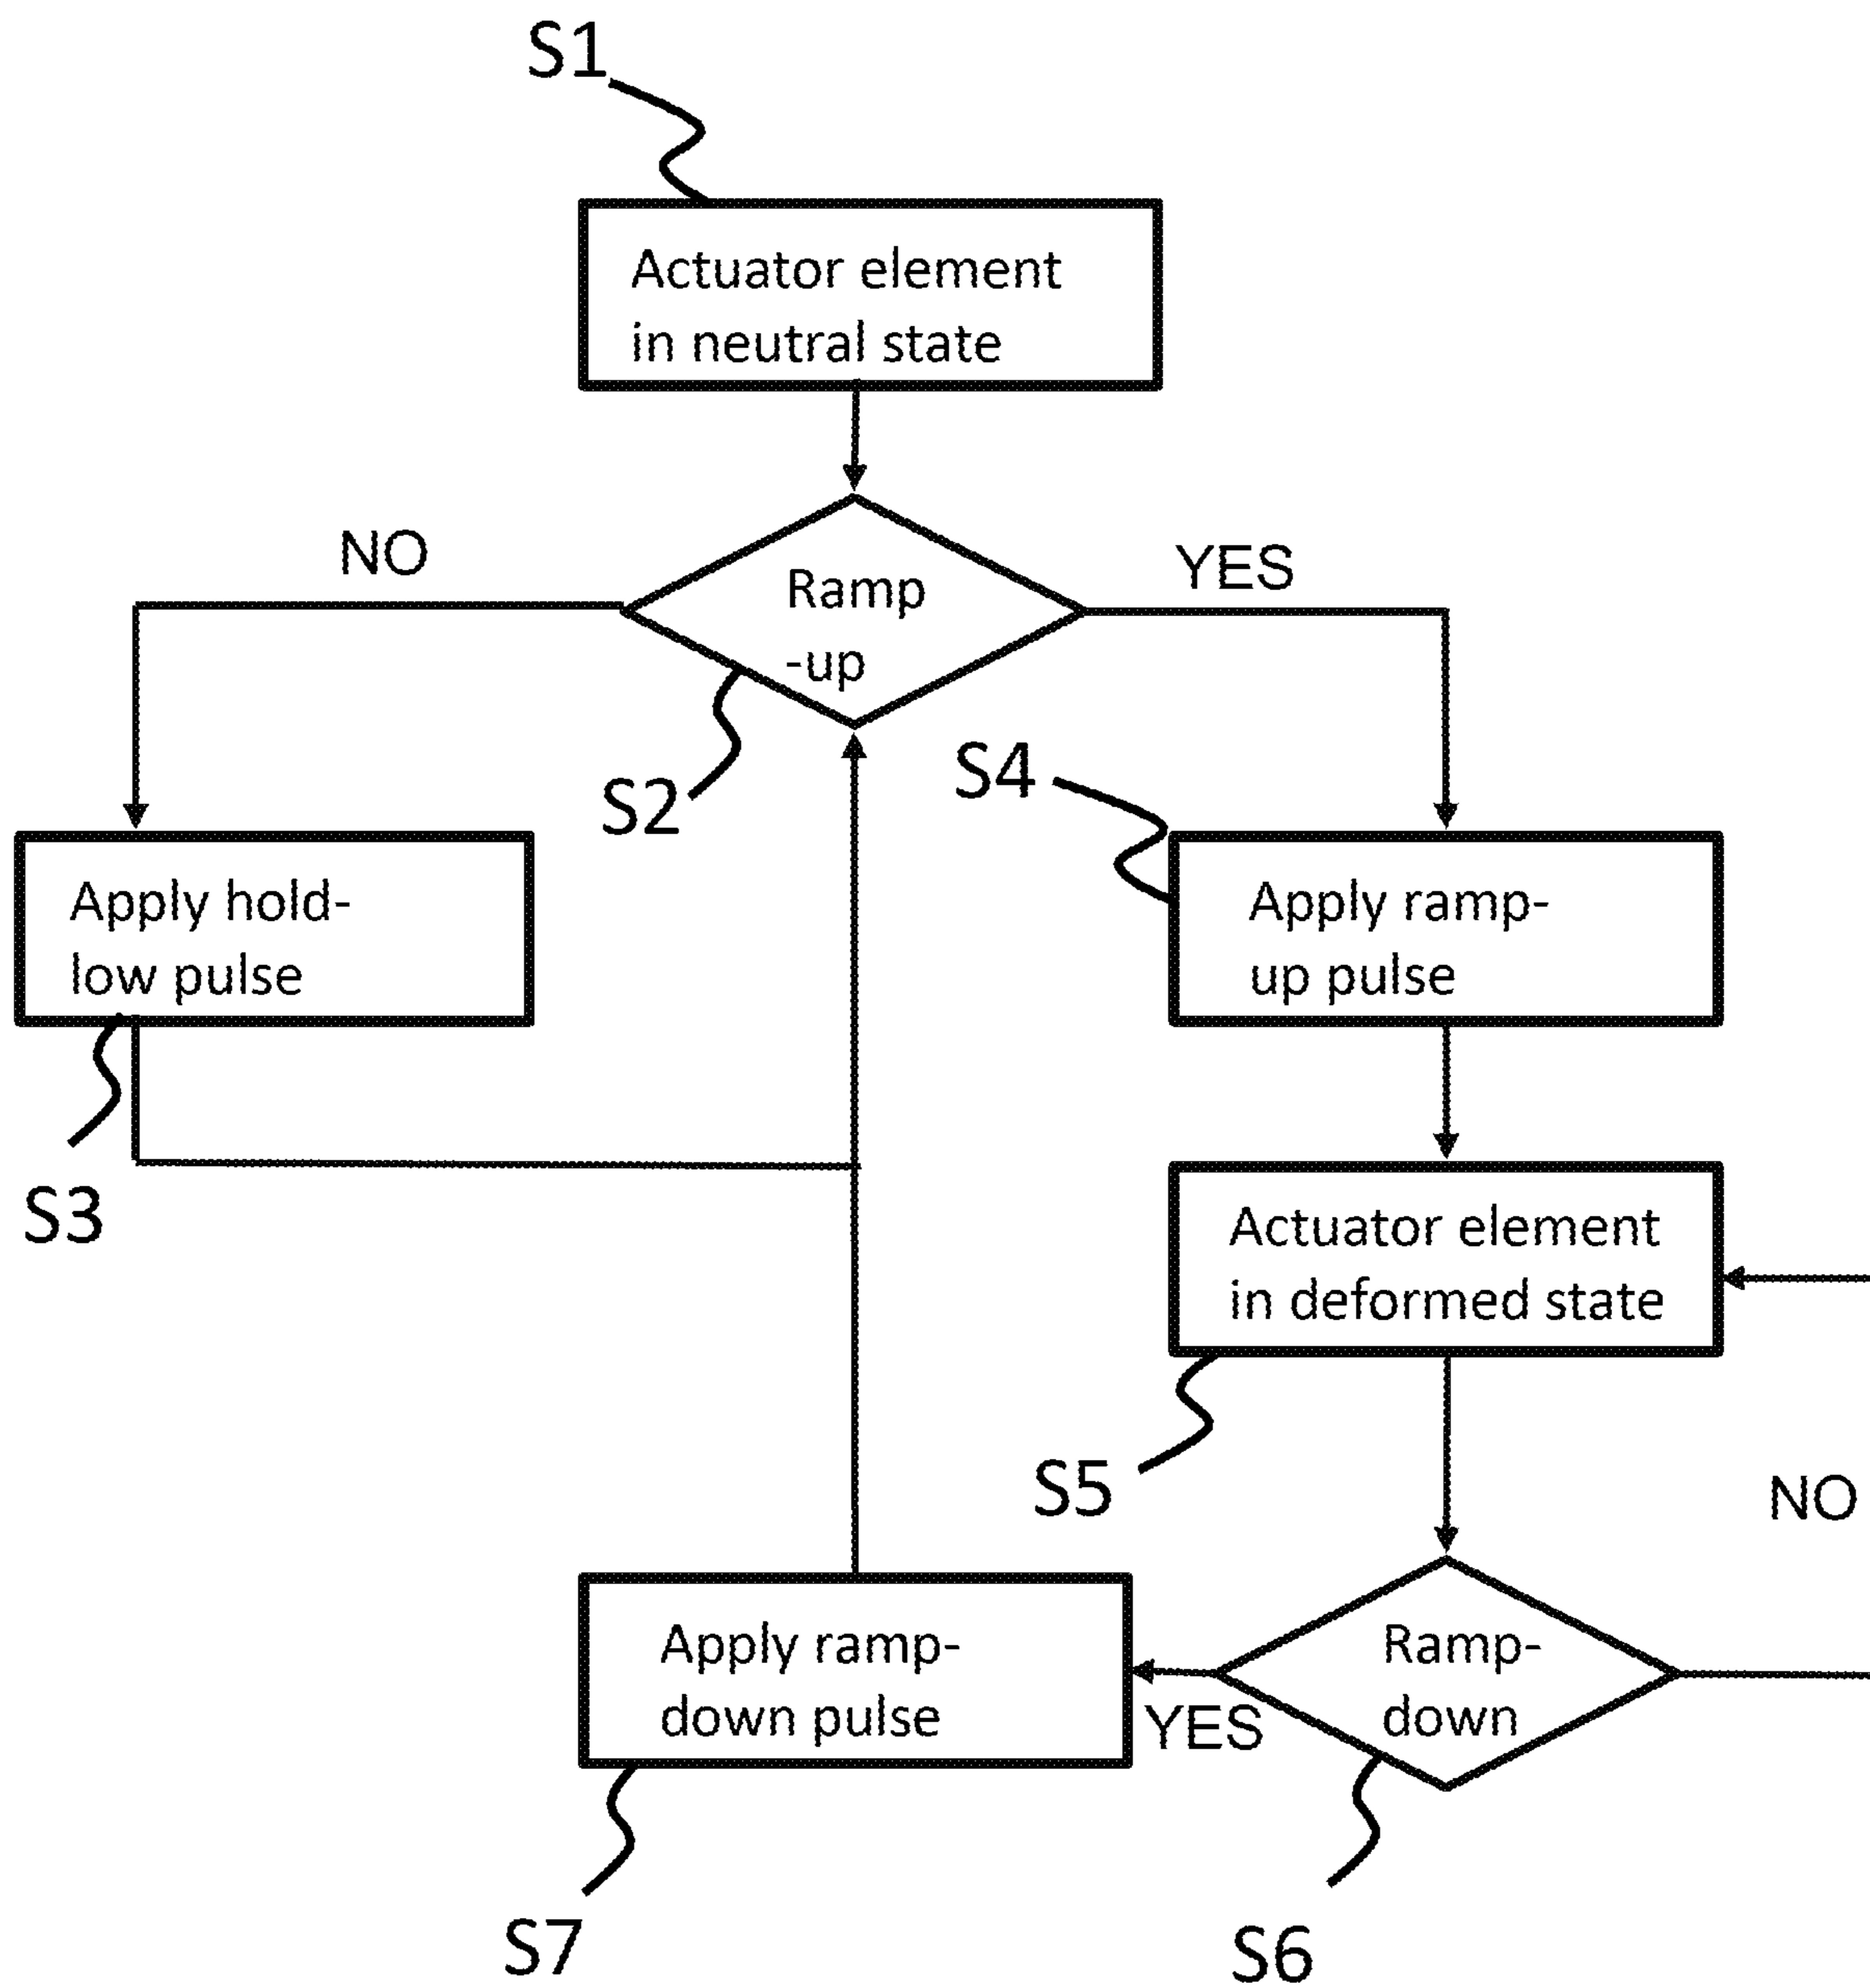 S1
Actuator element
in neutral state
NO
YES
Ramp
-up
S2
S4
Apply hold-
low pulse
Apply ramp-
up pulse
S3
Actuator element
in deformed state
S5
NO
Apply ramp-
down pulse
YES
Ramp-
down
S7
S6